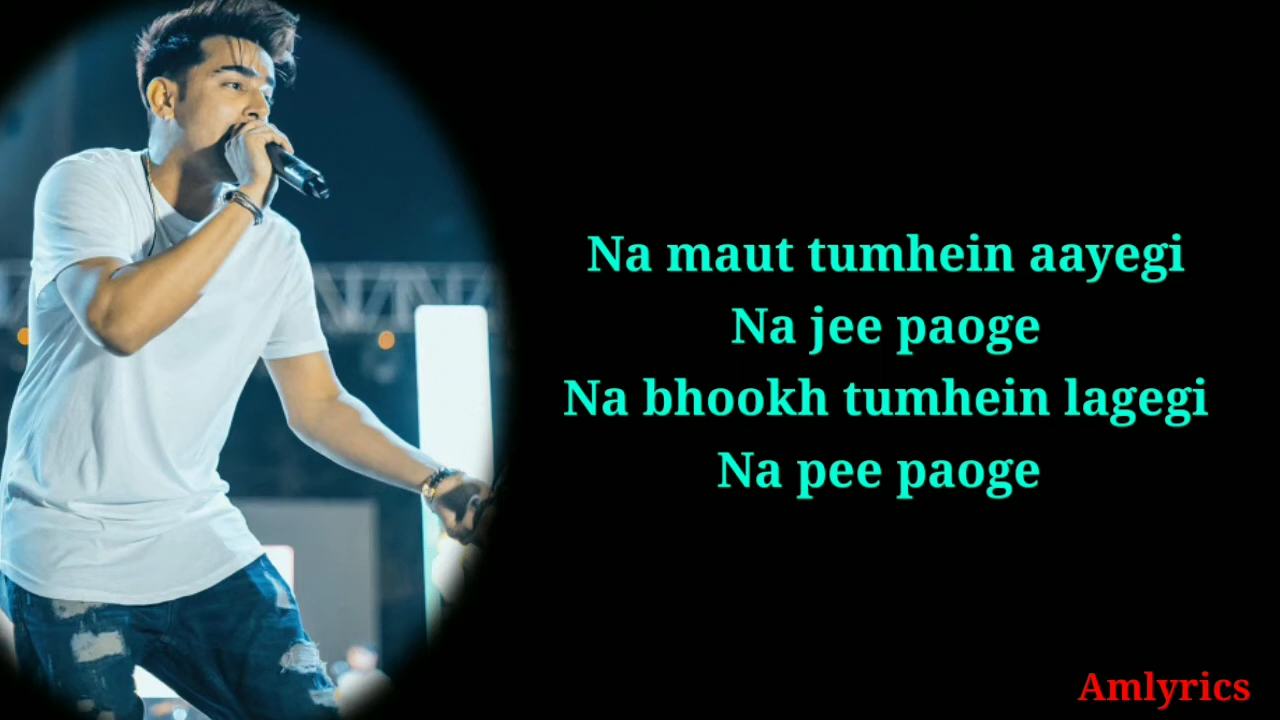 Na maut tumhein aayegi
Na jee paoge
Na bhookh tumhein lagegi
Na pee paoge
Amlyrics